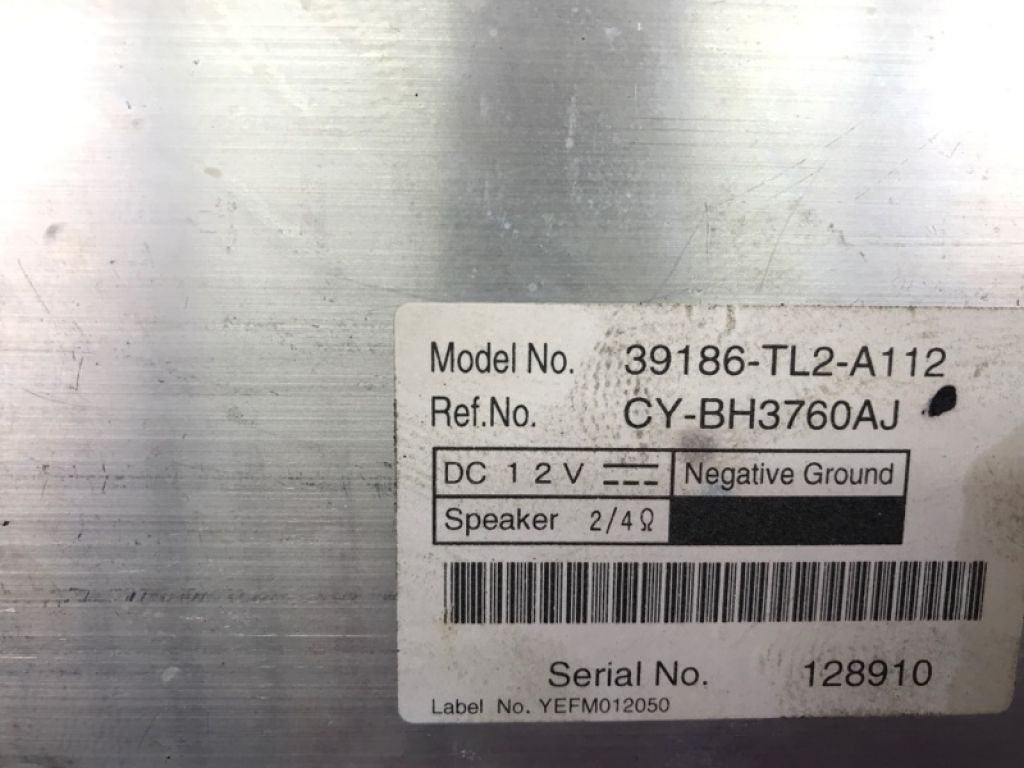 Model No. 39186-TL2-A112
Ref.No. CY-BH3760AJ
DC 12V Negative Ground
Speaker 2/4Ω
Serial No. 128910
Label No. YEFM012050